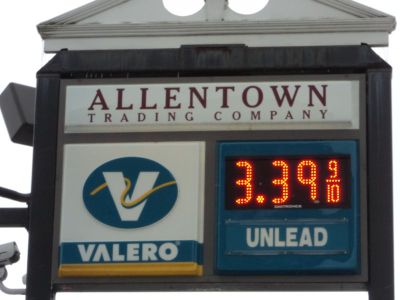 ALLENTOWN
TRADING COMPANY
V
VALERO
3.39 9/10
UNLEAD